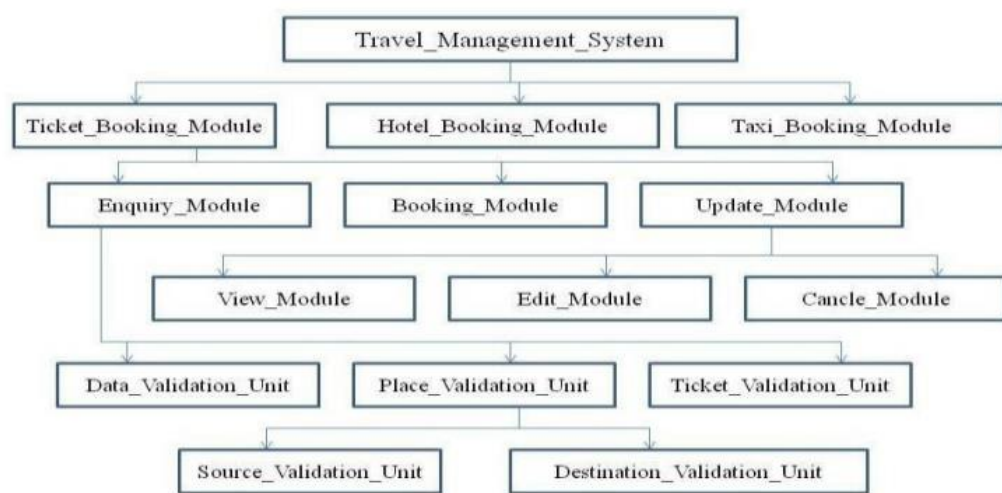 Travel_Management_System
Ticket_Booking_Module
Hotel_Booking_Module
Taxi_Booking_Module
Enquiry_Module
Booking_Module
Update_Module
View_Module
Edit_Module
Cancle_Module
Data_Validation_Unit
Place_Validation_Unit
Ticket_Validation_Unit
Source_Validation_Unit
Destination_Validation_Unit